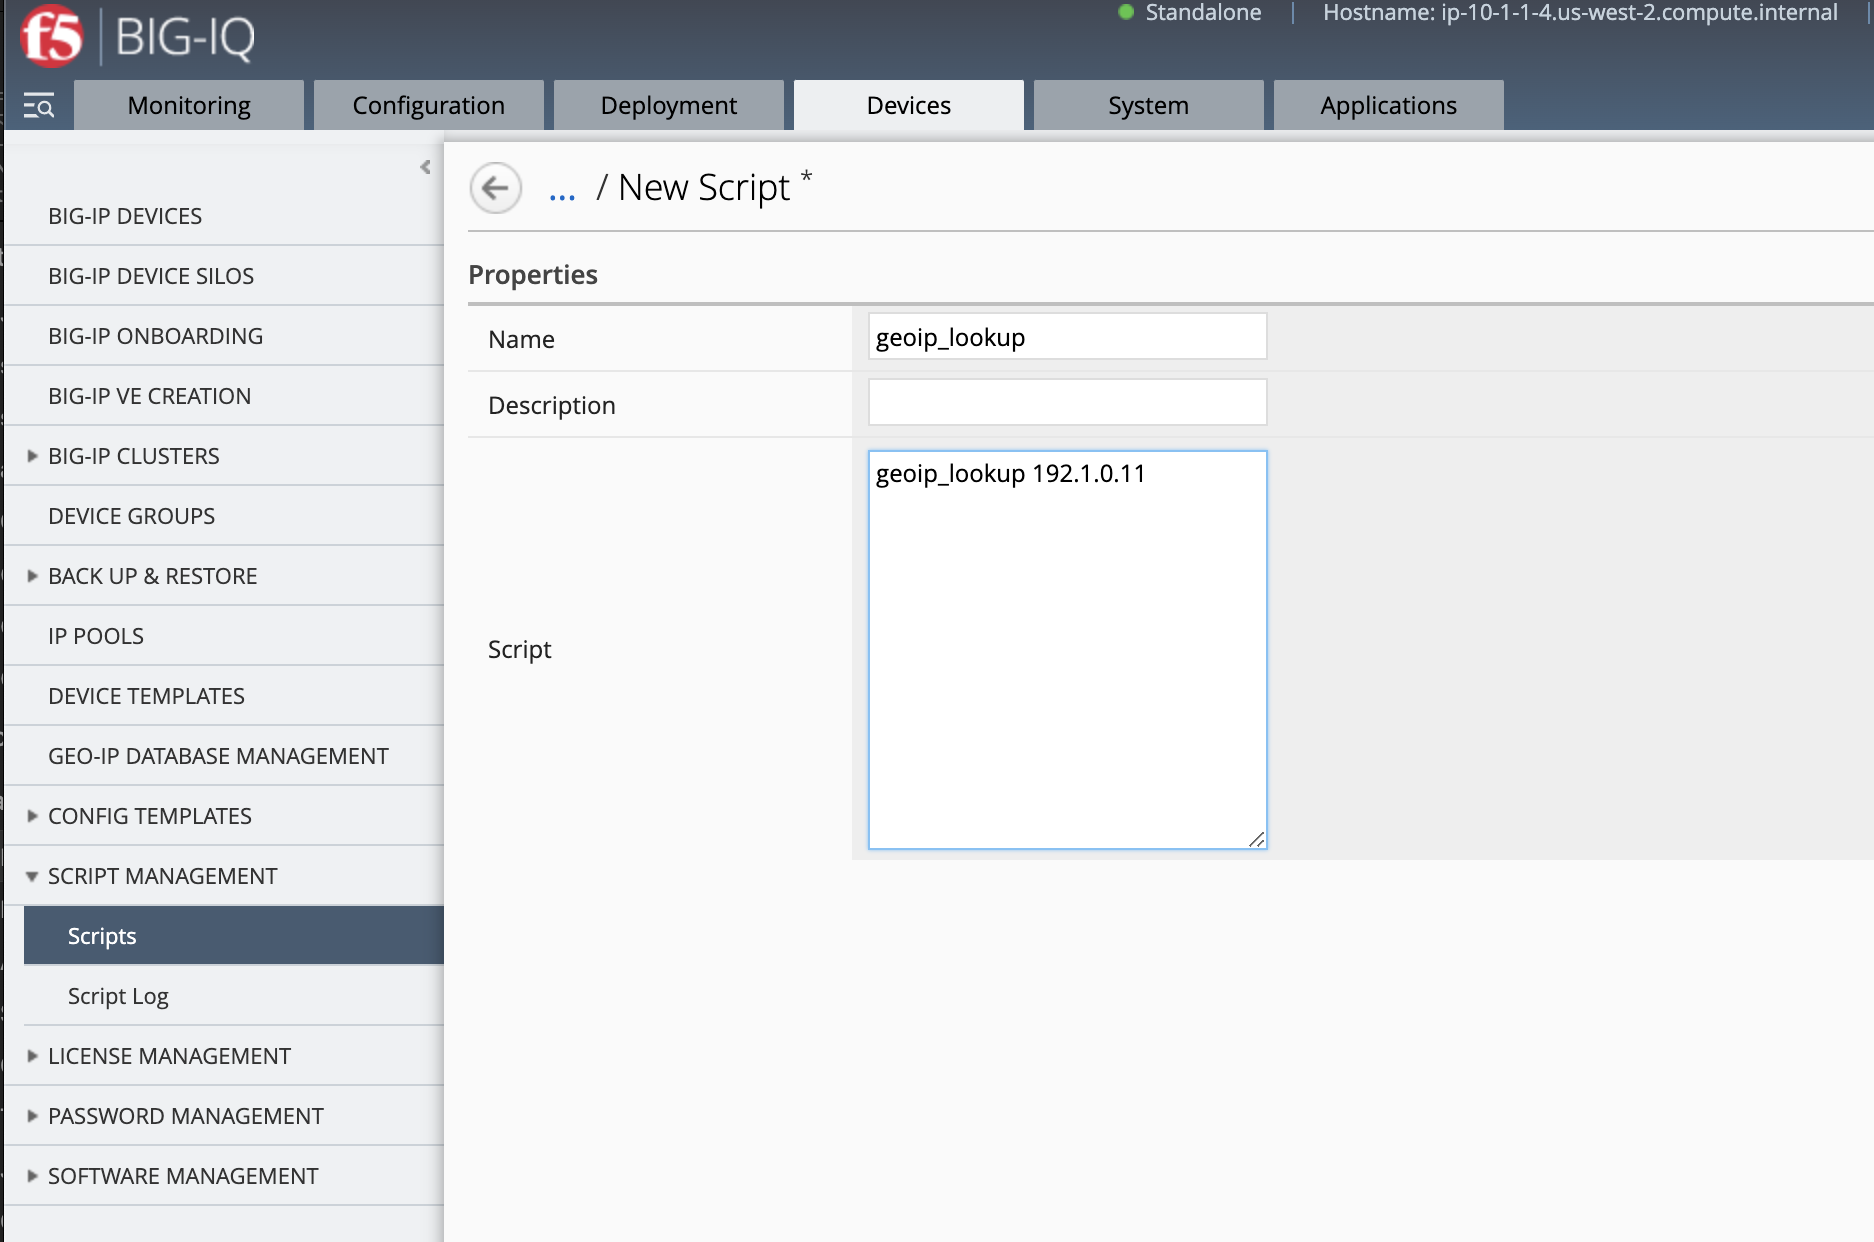 f5 BIG-IQ
Standalone | Hostname: ip-10-1-1-4.us-west-2.compute.internal
Monitoring Configuration Deployment Devices System Applications
... / New Script *
BIG-IP DEVICES
BIG-IP DEVICE SILOS
BIG-IP ONBOARDING
BIG-IP VE CREATION
BIG-IP CLUSTERS
DEVICE GROUPS
BACK UP & RESTORE
IP POOLS
DEVICE TEMPLATES
GEO-IP DATABASE MANAGEMENT
CONFIG TEMPLATES
SCRIPT MANAGEMENT
Scripts
Script Log
LICENSE MANAGEMENT
PASSWORD MANAGEMENT
SOFTWARE MANAGEMENT
Properties
Name geoip_lookup
Description
Script geoip_lookup 192.1.0.11